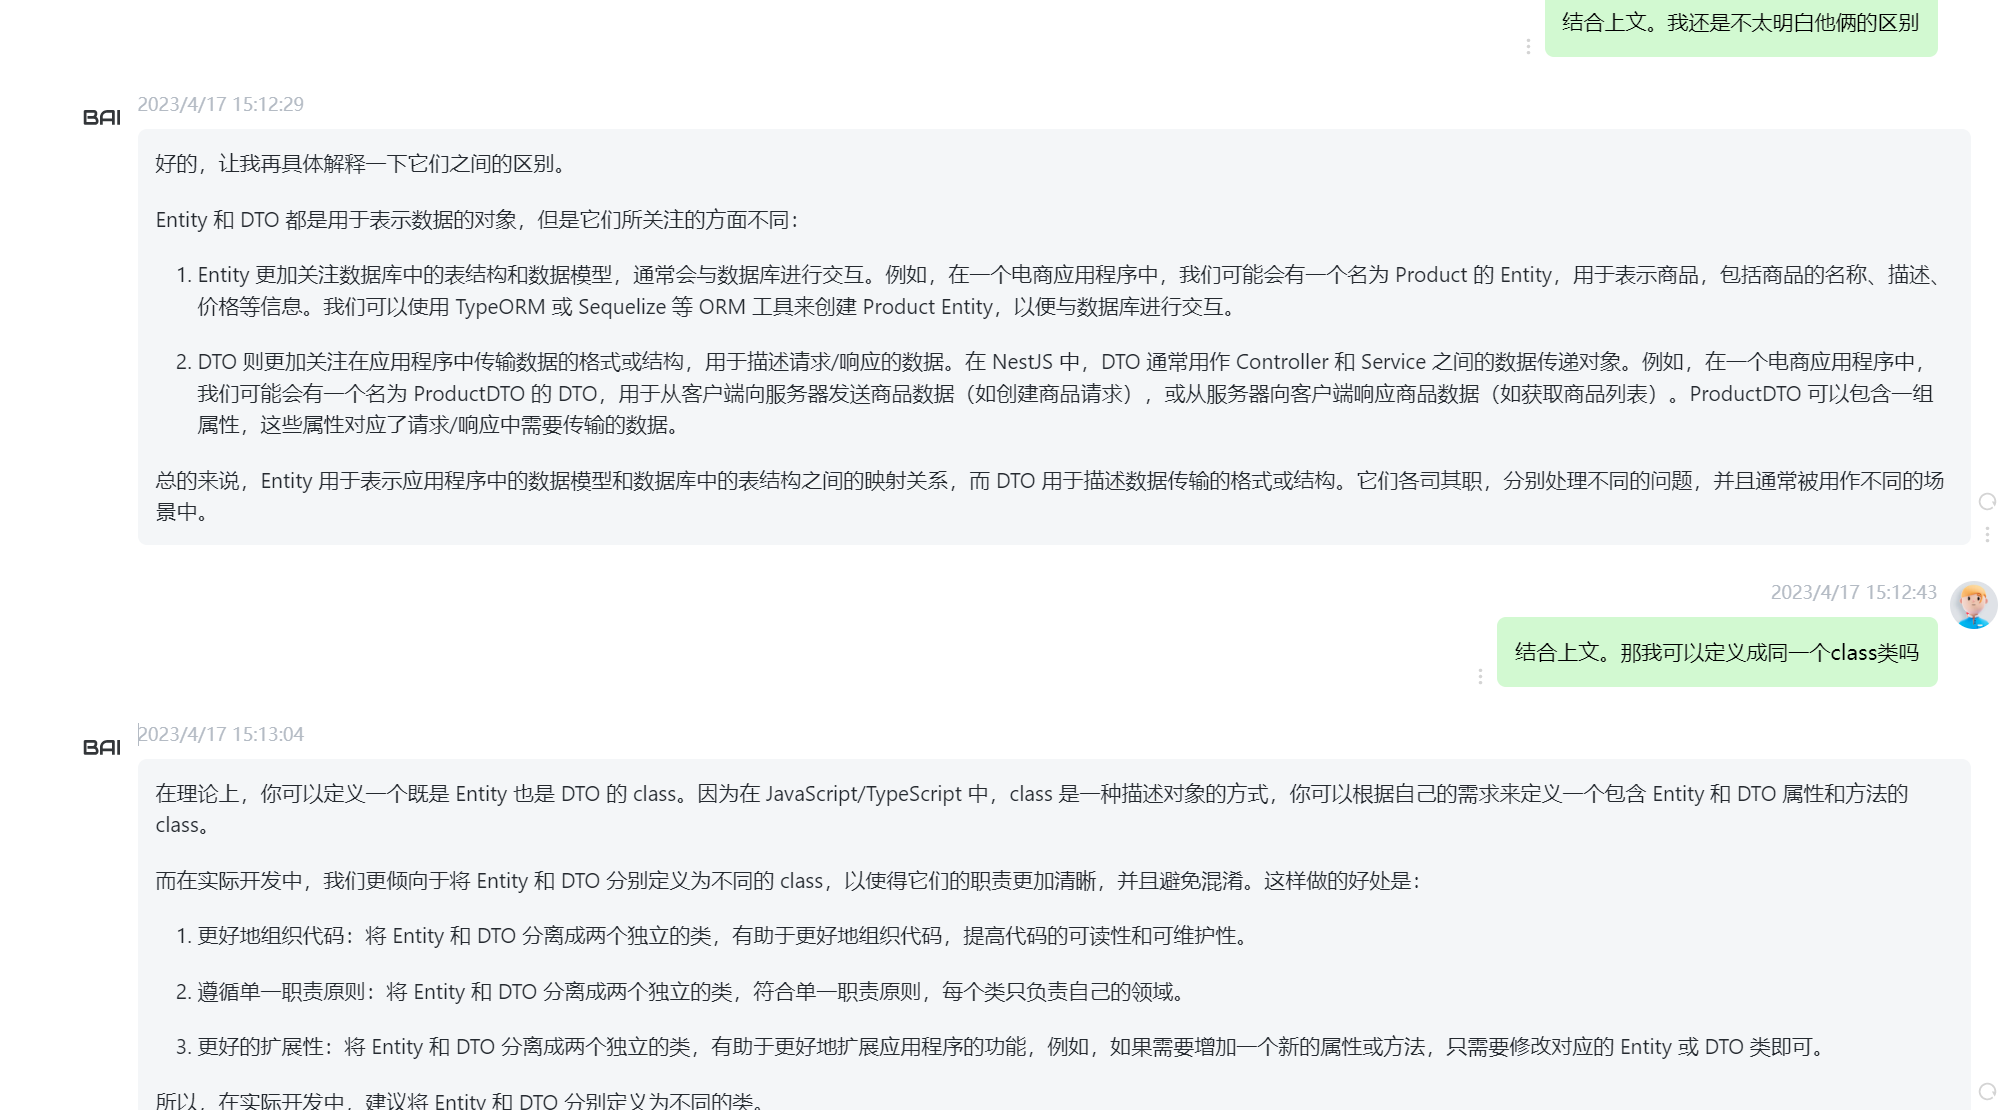 结合上文。我还是不太明白他俩的区别
2023/4/17 15:12:29
BAI
好的，让我再具体解释一下它们之间的区别。
Entity 和 DTO 都是用于表示数据的对象，但是它们所关注的方面不同：
1. Entity 更加关注数据库中的表结构和数据模型，通常会与数据库进行交互。例如，在一个电商应用程序中，我们可能会有一个名为 Product 的 Entity，用于表示商品，包括商品的名称、描述、
价格等信息。我们可以使用 TypeORM 或 Sequelize 等 ORM 工具来创建 Product Entity，以便与数据库进行交互。
2. DTO 则更加关注在应用程序中传输数据的格式或结构，用于描述请求/响应的数据。在 NestJS 中，DTO 通常用作 Controller 和 Service 之间的数据传递对象。例如，在一个电商应用程序中，
我们可能会有一个名为 ProductDTO 的 DTO，用于从客户端向服务器发送商品数据（如创建商品请求），或从服务器向客户端响应商品数据（如获取商品列表）。ProductDTO 可以包含一组
属性，这些属性对应了请求/响应中需要传输的数据。
总的来说，Entity 用于表示应用程序中的数据模型和数据库中的表结构之间的映射关系，而 DTO 用于描述数据传输的格式或结构。它们各司其职，分别处理不同的问题，并且通常被用作不同的场
景中。
2023/4/17 15:12:43
结合上文。那我可以定义成同一个class类吗
2023/4/17 15:13:04
BAI
在理论上，你可以定义一个既是 Entity 也是 DTO 的 class。因为在 JavaScript/TypeScript 中，class 是一种描述对象的方式，你可以根据自己的需求来定义一个包含 Entity 和 DTO 属性和方法的
class。
而在实际开发中，我们更倾向于将 Entity 和 DTO 分别定义为不同的 class，以使得它们的职责更加清晰，并且避免混淆。这样做的好处是：
1. 更好地组织代码：将 Entity 和 DTO 分离成两个独立的类，有助于更好地组织代码，提高代码的可读性和可维护性。
2. 遵循单一职责原则：将 Entity 和 DTO 分离成两个独立的类，符合单一职责原则，每个类只负责自己的领域。
3. 更好的扩展性：将 Entity 和 DTO 分离成两个独立的类，有助于更好地扩展应用程序的功能，例如，如果需要增加一个新的属性或方法，只需要修改对应的 Entity 或 DTO 类即可。
所以，在实际开发中，建议将 Entity 和 DTO 分别定义为不同的类。